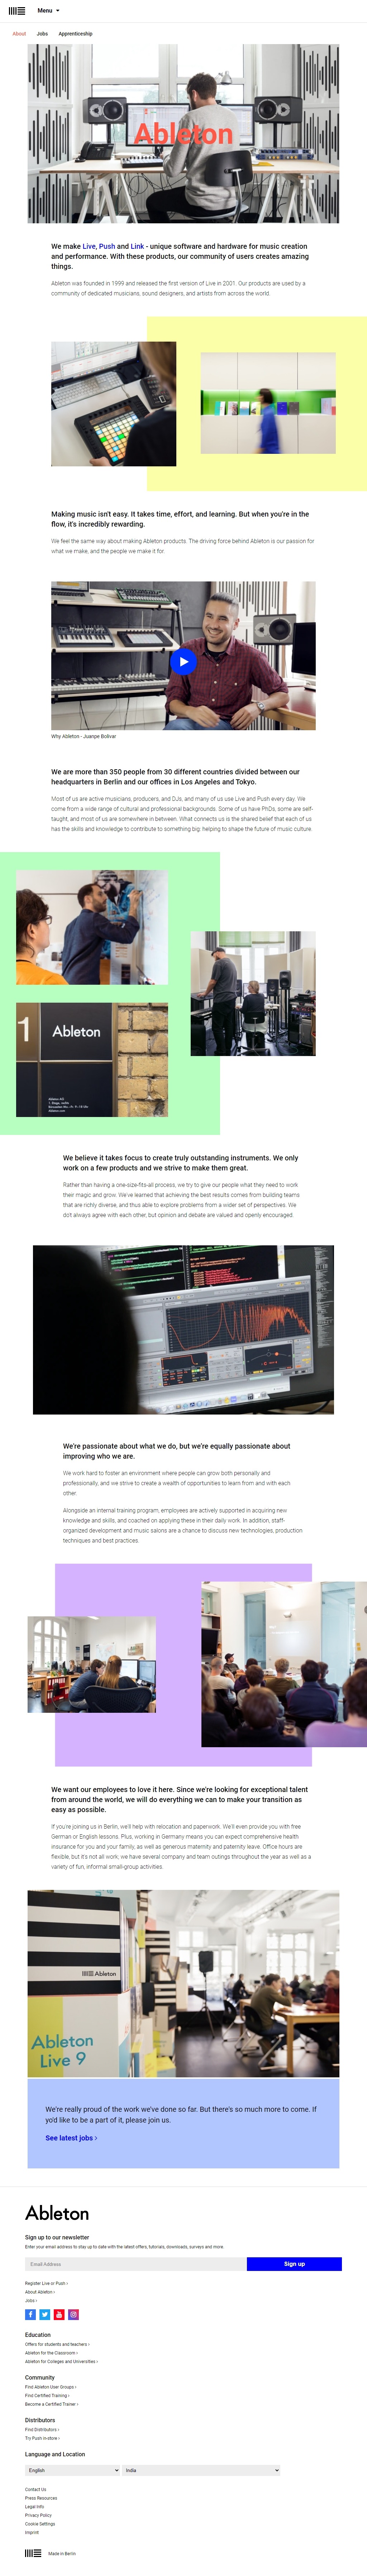 Menu
About Jobs Apprenticeship
Ableton
We make Live, Push and Link - unique software and hardware for music creation
and performance. With these products, our community of users creates amazing
things.
Ableton was founded in 1999 and released the first version of Live in 2001. Our products are used by a
community of dedicated musicians, sound designers, and artists from across the world.
Making music isn't easy. It takes time, effort, and learning. But when you're in the
flow, it's incredibly rewarding.
We feel the same way about making Ableton products. The driving force behind Ableton is our passion for
what we make, and the people we make it for.
Why Ableton - Juanpe Bolivar
We are more than 350 people from 30 different countries divided between our
headquarters in Berlin and our offices in Los Angeles and Tokyo.
Most of us are active musicians, producers, and DJs, and many of us use Live and Push every day. We
come from a wide range of cultural and professional backgrounds. Some of us have PhDs, some are self-
taught, and most of us are somewhere in between. What connects us is the shared belief that each of us
has the skills and knowledge to contribute to something big: helping to shape the future of music culture.
1
Ableton
We believe it takes focus to create truly outstanding instruments. We only
work on a few products and we strive to make them great.
Rather than having a one-size-fits-all process, we try to give our people what they need to work
their magic and grow. We've learned that achieving the best results comes from building teams
that are richly diverse, and thus able to explore problems from a wider set of perspectives. We
don't always agree with each other, but opinion and debate are valued and openly encouraged.
We're passionate about what we do, but we're equally passionate about
improving who we are.
We work hard to foster an environment where people can grow both personally and
professionally, and we strive to create a wealth of opportunities to learn from and with each
other.
Alongside an internal training program, employees are actively supported in acquiring new
knowledge and skills, and coached on applying these in their daily work. In addition, staff-
organized development and music salons are a chance to discuss new technologies, production
techniques and best practices.
We want our employees to love it here. Since we're looking for exceptional talent
from around the world, we will do everything we can to make your transition as
easy as possible.
If you're joining us in Berlin, we'll help with relocation and paperwork. We'll even provide you with free
German or English lessons. Plus, working in Germany means you can expect comprehensive health
insurance for you and your family, as well as generous maternity and paternity leave. Office hours are
flexible, but it's not all work; we have several company and team outings throughout the year as well as a
variety of fun, informal small-group activities.
Ableton
Ableton
Live 9
We're really proud of the work we've done so far. But there's so much more to come. If
you'd like to be a part of it, please join us.
See latest jobs >
Ableton
Sign up to our newsletter
Enter your email address to stay up to date with the latest offers, tutorials, downloads, surveys and more.
Email Address
Sign up
Register Live or Push >
About Ableton >
Jobs >
Education
Offers for students and teachers >
Ableton for the Classroom >
Ableton for Colleges and Universities >
Community
Find Ableton User Groups >
Find Certified Training >
Become a Certified Trainer >
Distributors
Find Distributors >
Try Push in-store >
Language and Location
English India
Contact Us
Press Resources
Legal Info
Privacy Policy
Cookie Settings
Imprint
Made in Berlin